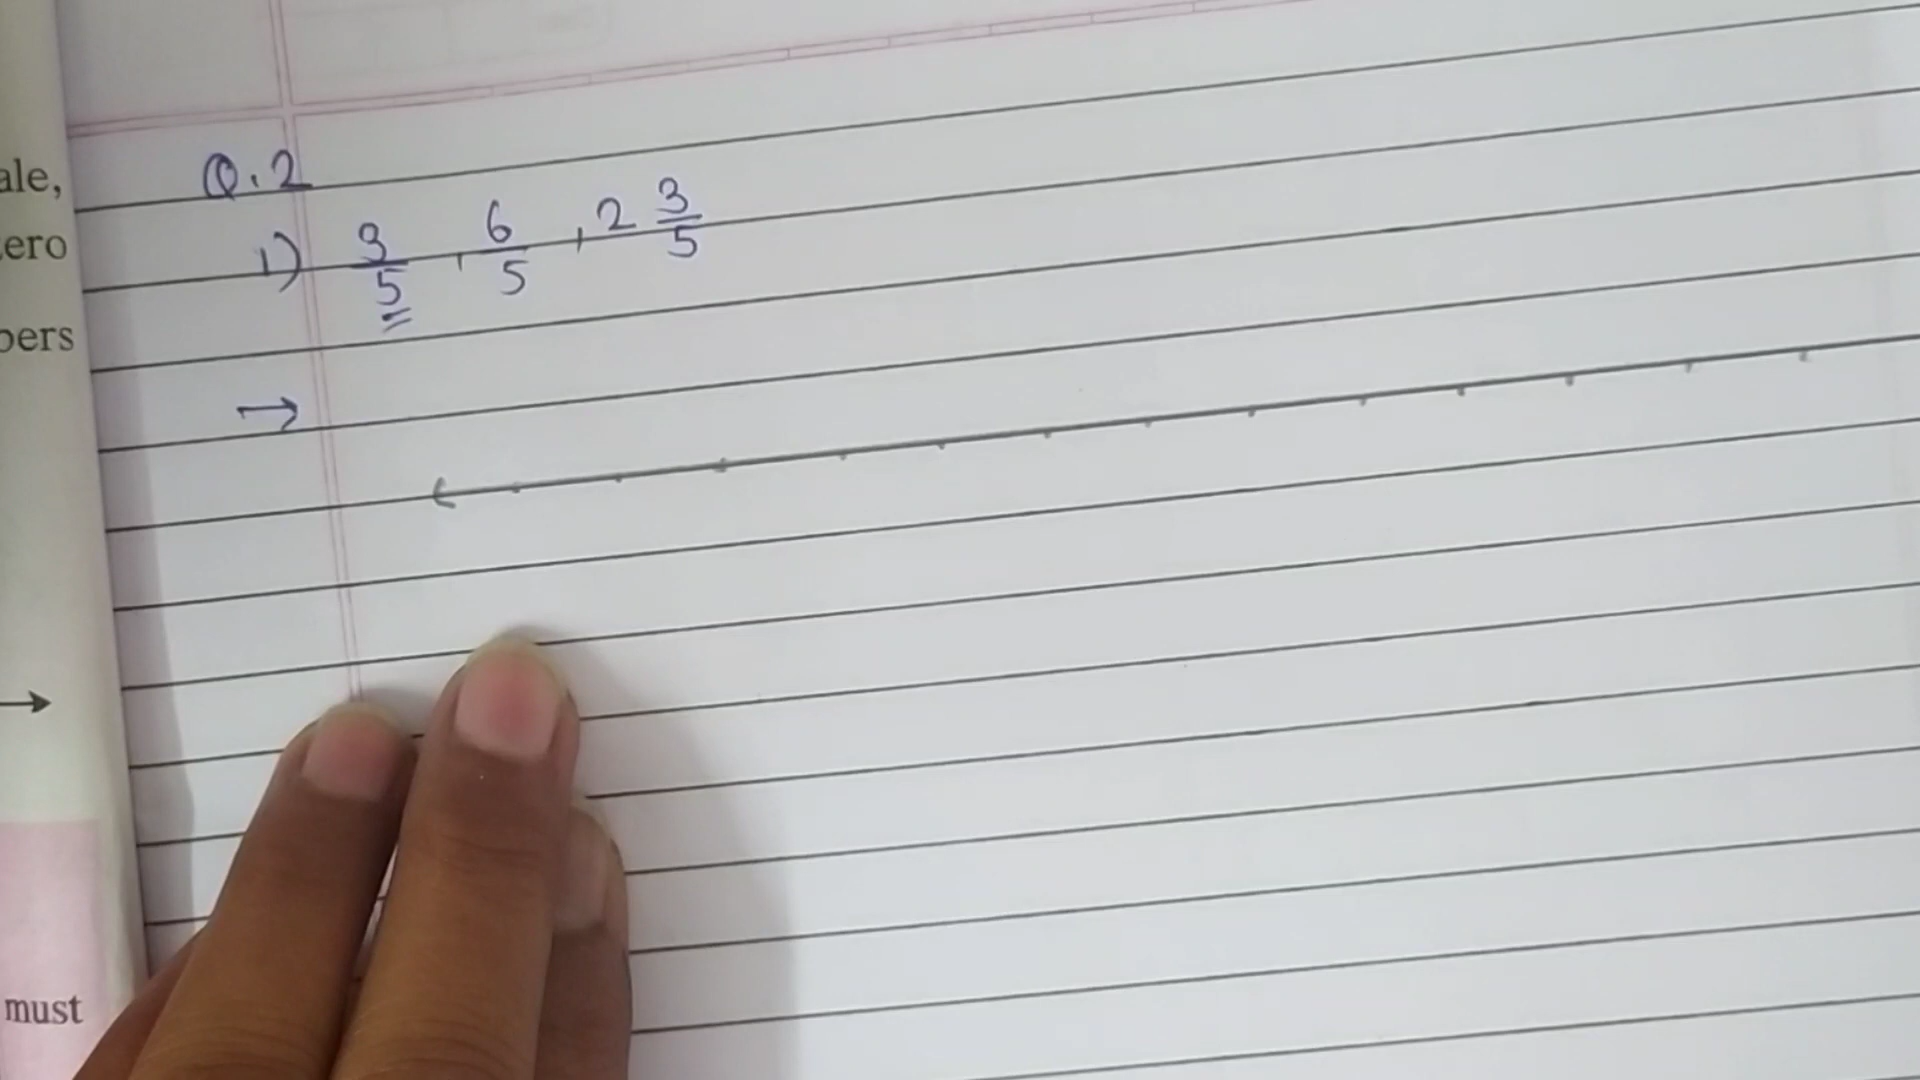 ale,
ero
bers
must
Q.2
1) 3/5 , 6/5 , 2 3/5
→